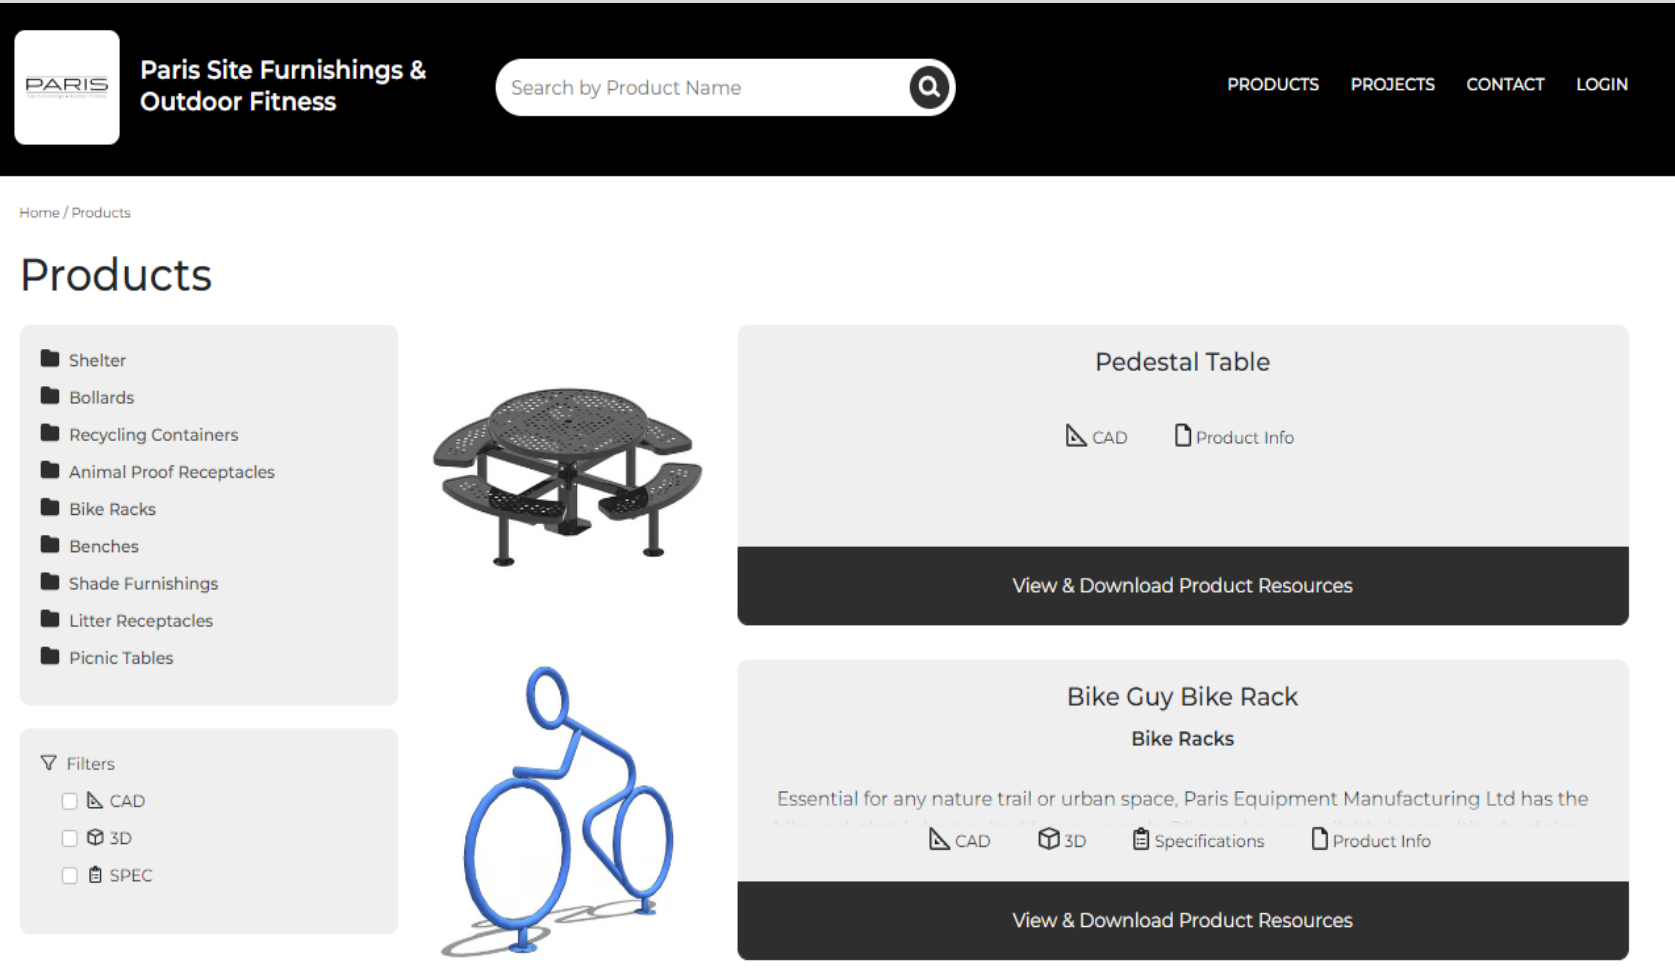 PARIS
Paris Site Furnishings &
Outdoor Fitness
Search by Product Name
PRODUCTS
PROJECTS
CONTACT
LOGIN
Home / Products
Products
Shelter
Bollards
Recycling Containers
Animal Proof Receptacles
Bike Racks
Benches
Shade Furnishings
Litter Receptacles
Picnic Tables
Filters
CAD
3D
SPEC
Pedestal Table
CAD
Product Info
View & Download Product Resources
Bike Guy Bike Rack
Bike Racks
Essential for any nature trail or urban space, Paris Equipment Manufacturing Ltd has the
CAD
3D
Specifications
Product Info
View & Download Product Resources